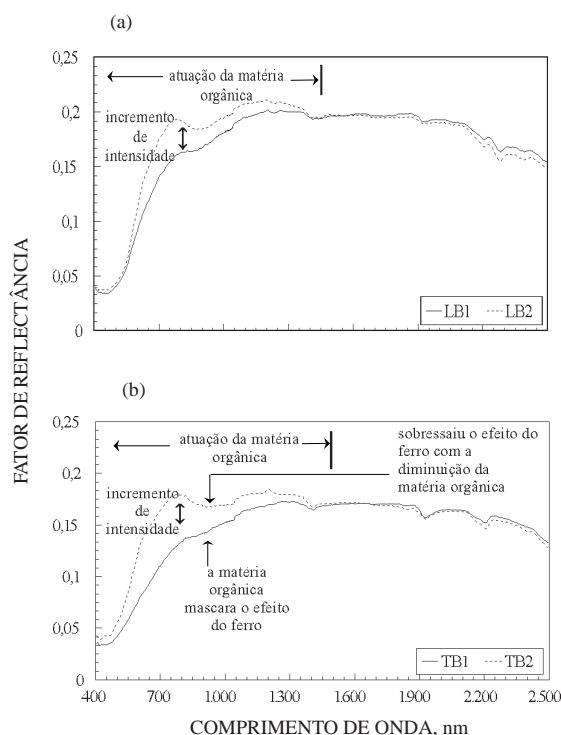 (a)
0,25
0,2
0,15
0,1
0,05
0
atuação da matéria
orgânica
incremento
de
intensidade
LB1 LB2
FATOR DE REFLECTÂNCIA
(b)
0,25
0,2
0,15
0,1
0,05
0
atuação da matéria
orgânica
sobressaiu o efeito do
ferro com a
diminuição da
matéria orgânica
incremento
de
intensidade
a
matéria
orgânica
mascara o efeito
do ferro
TB1 TB2
400 700 1.000 1.300 1.600 1.900 2.200 2.500
COMPRIMENTO DE ONDA, nm